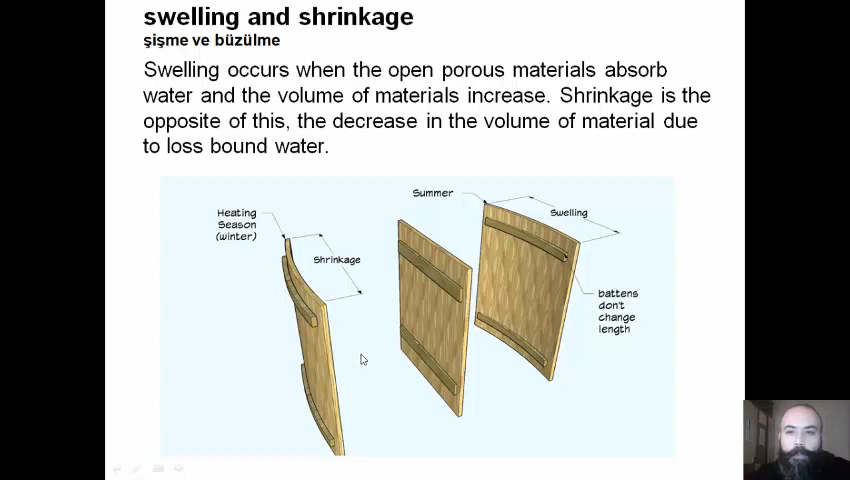 swelling and shrinkage
şişme ve büzülme
Swelling occurs when the open porous materials absorb
water and the volume of materials increase. Shrinkage is the
opposite of this, the decrease in the volume of material due
to loss bound water.
Summer
Heating
Season
(winter)
Swelling
Shrinkage
battens
don't
change
length